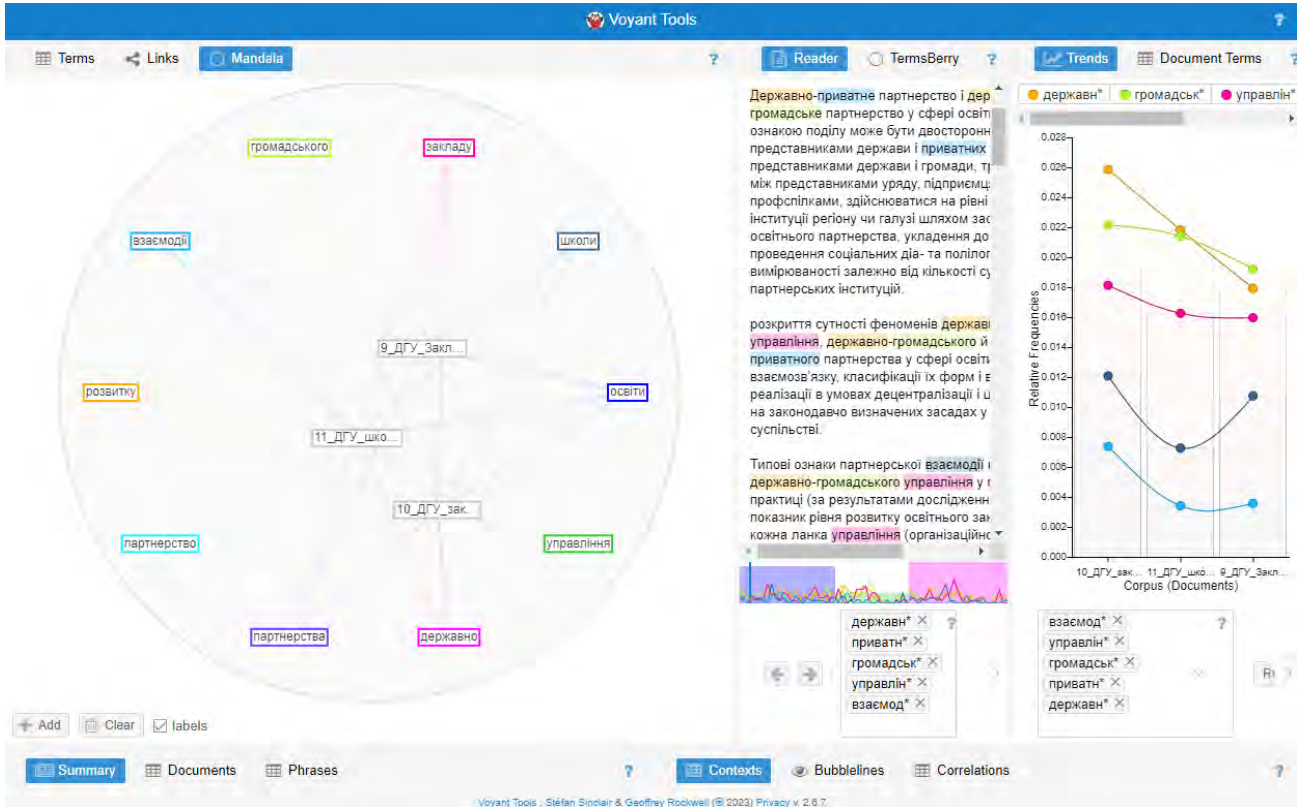 Voyant Tools
?
Terms
Links
Mandala
?
громадського
закладу
взаємодії
школи
9_ДГУ_Закл...
розвитку
освіти
11_ДГУ_шко...
10_ДГУ_зак...
партнерство
управління
партнерства
державно
Add
Clear
labels
Reader
TermsBerry
?
Державно-приватне партнерство і дер
громадське партнерство у сфері освіти
ознакою поділу може бути двосторонн
представниками держави і приватних
представниками держави і громади, тр
між представниками уряду, підприємц
профспілками, здійснюватися на рівні
інституції регіону чи галузі шляхом зас
освітнього партнерства, укладення до
проведення соціальних діа- та полілог
вимірюваності залежно від кількості су
партнерських інституцій.
розкриття сутності феноменів держав
управління, державно-громадського й
приватного партнерства у сфері освіти
взаємозв'язку, класифікації їх форм і в
реалізації в умовах децентралізації і ц
на законодавчо визначених засадах у
суспільстві.
Типові ознаки партнерської взаємодії
державно-громадського управління у
практиці (за результатами дослідженн
показник рівня розвитку освітнього зак
кожна ланка управління (організаційно
державн* ×
приватн* ×
громадськ* ×
управлін* ×
взаємод* ×
?
Trends
Document Terms
?
державн*
громадськ*
управлін*
0.028
0.026
0.024
0.022
0.020
0.018
0.016
0.014
0.012
0.010
0.008
0.006
0.004
0.002
0.000
Relative Frequencies
10_ДГУ_зак...
11_ДГУ_шко...
9_ДГУ_Закл...
Corpus (Documents)
взаємод* ×
управлін* ×
громадськ* ×
приватн* ×
державн* ×
?
Summary
Documents
Phrases
?
Contexts
Bubblelines
Correlations
?
Voyant Tools , Stéfan Sinclair & Geoffrey Rockwell (© 2023) Privacy v. 2.6.7